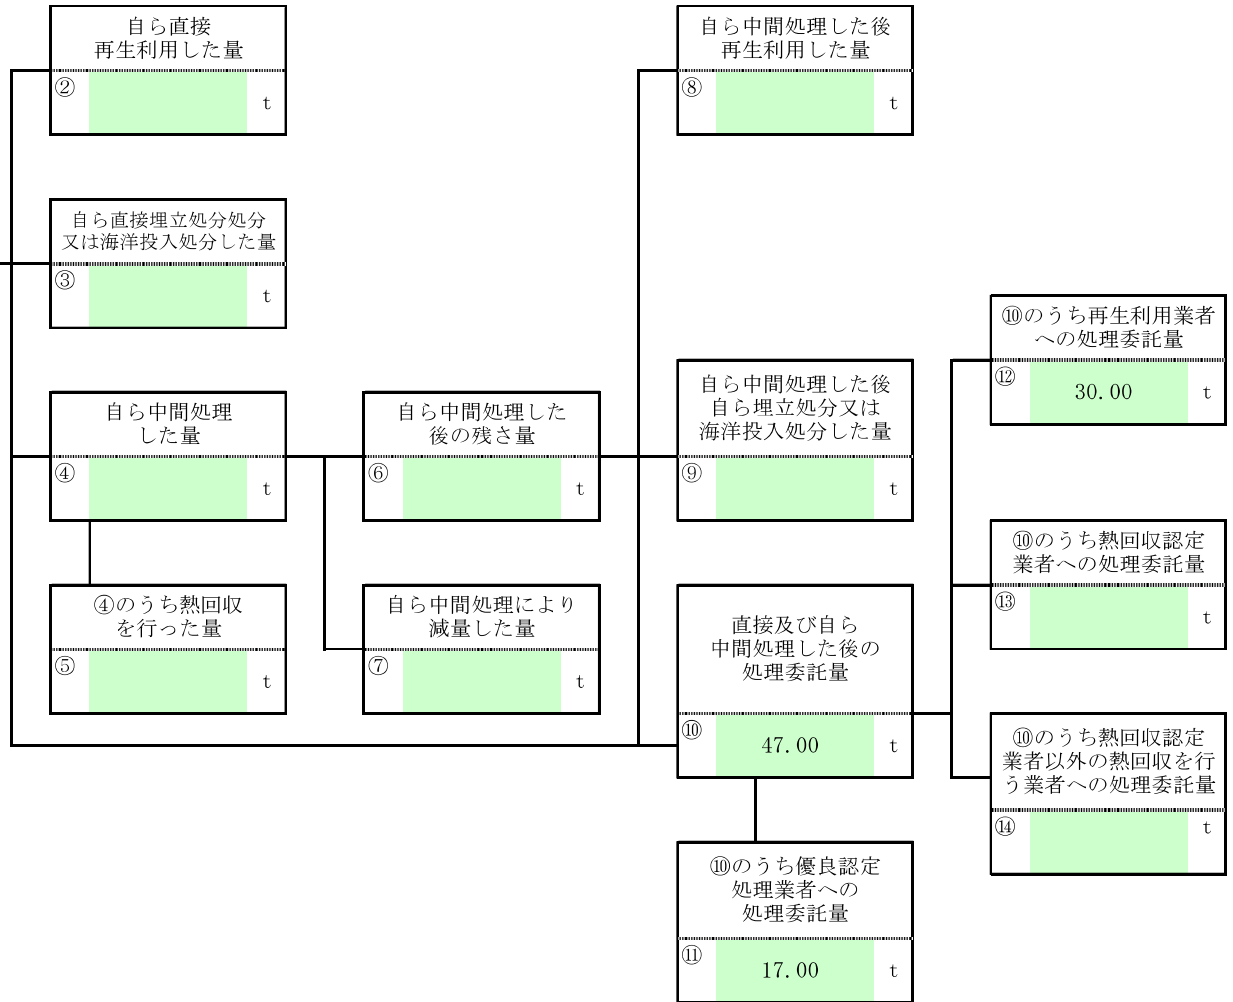 自ら直接
再生利用した量
②
t
自ら中間処理した後
再生利用した量
⑧
t
自ら直接埋立処分処分
又は海洋投入処分した量
③
t
⑩のうち再生利用業者
への処理委託量
⑫
30.00
t
自ら中間処理
した量
④
t
自ら中間処理した
後の残さ量
⑥
t
自ら中間処理した後
自ら埋立処分又は
海洋投入処分した量
⑨
t
⑩のうち熱回収認定
業者への処理委託量
⑬
t
④のうち熱回収
を行った量
⑤
t
自ら中間処理により
減量した量
⑦
t
直接及び自ら
中間処理した後の
処理委託量
⑩
47.00
t
⑩のうち熱回収認定
業者以外の熱回収を行
う業者への処理委託量
⑭
t
⑩のうち優良認定
処理業者への
処理委託量
⑪
17.00
t